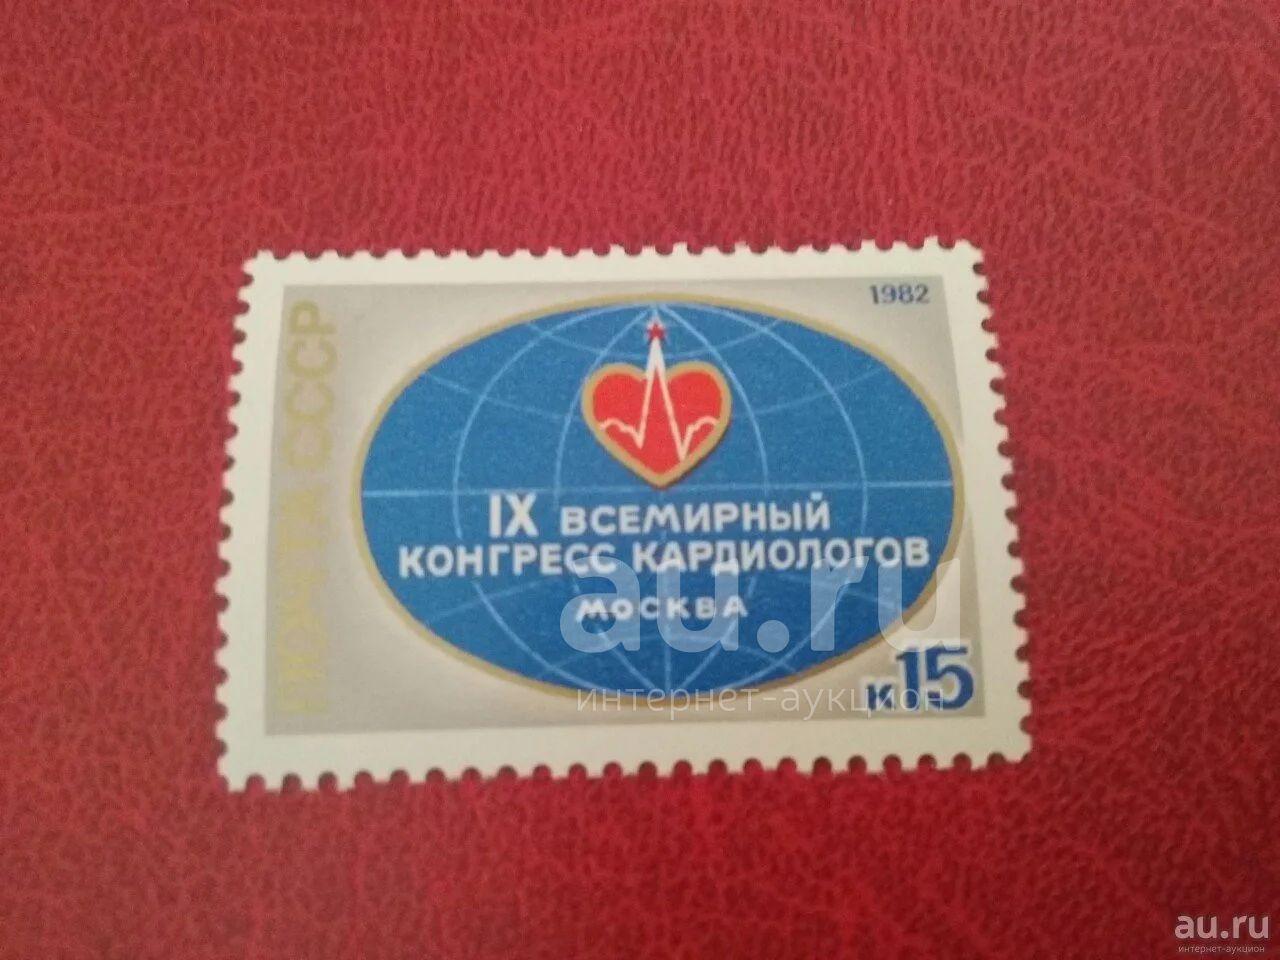 ПОЧТА СССР
1982
IX ВСЕМИРНЫЙ
КОНГРЕСС КАРДИОЛОГОВ
МОСКВА
к15
au.ru
интернет-аукцион
au.ru
интернет-аукцион